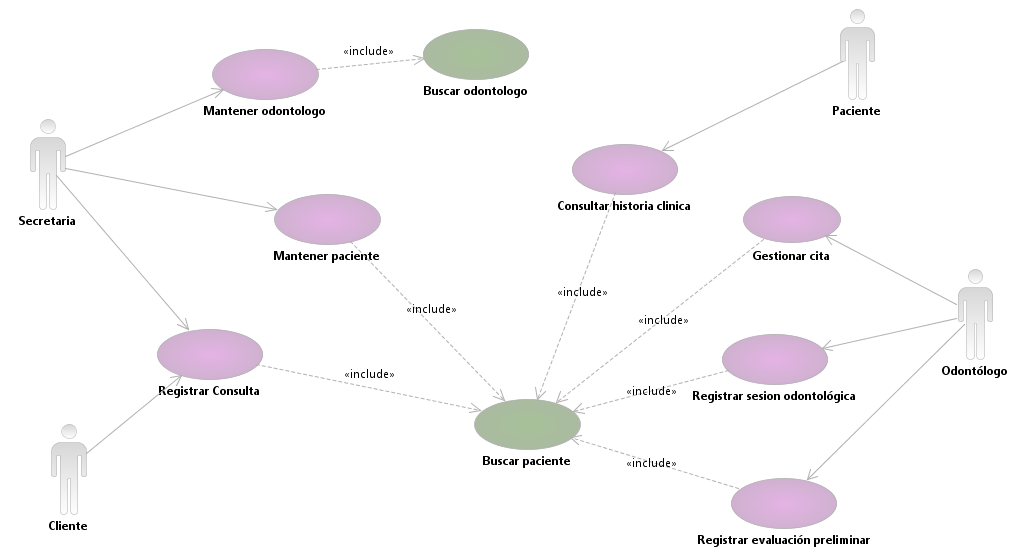 «include»
Buscar odontologo
Mantener odontologo
Paciente
Secretaria
Consultar historia clinica
Mantener paciente
Gestionar cita
«include»
«include»
«include»
Odontólogo
«include»
Registrar Consulta
«include»
Registrar sesion odontológica
Buscar paciente
«include»
Cliente
Registrar evaluación preliminar